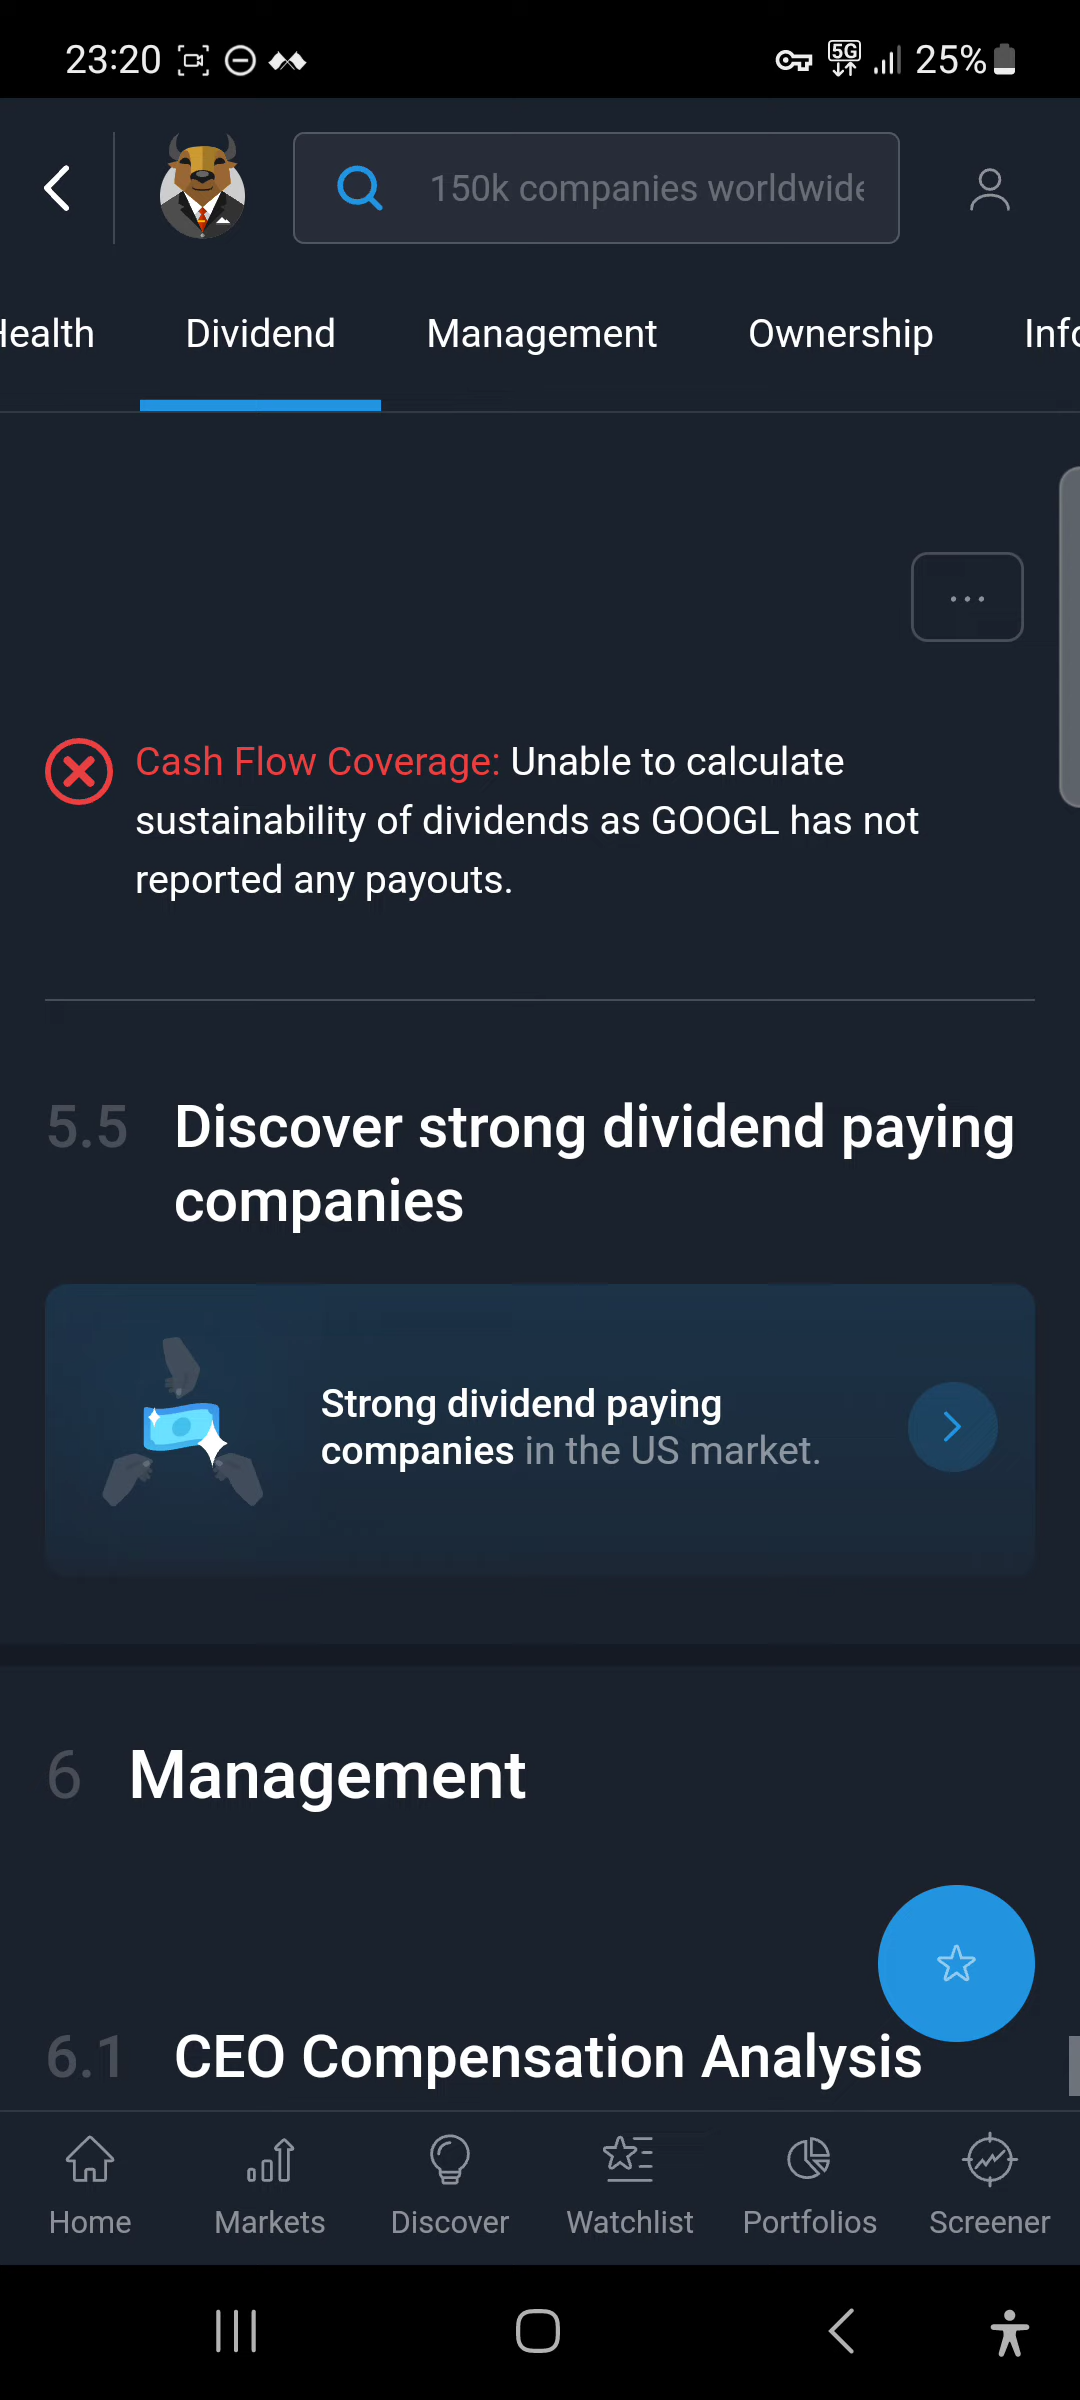 23:20
5G
25%
150k companies worldwide
Health
Dividend
Management
Ownership
Info
...
Cash Flow Coverage: Unable to calculate
sustainability of dividends as GOOGL has not
reported any payouts.
5.5 Discover strong dividend paying
companies
Strong dividend paying
companies in the US market.
6 Management
6.1 CEO Compensation Analysis
Home
Markets
Discover
Watchlist
Portfolios
Screener